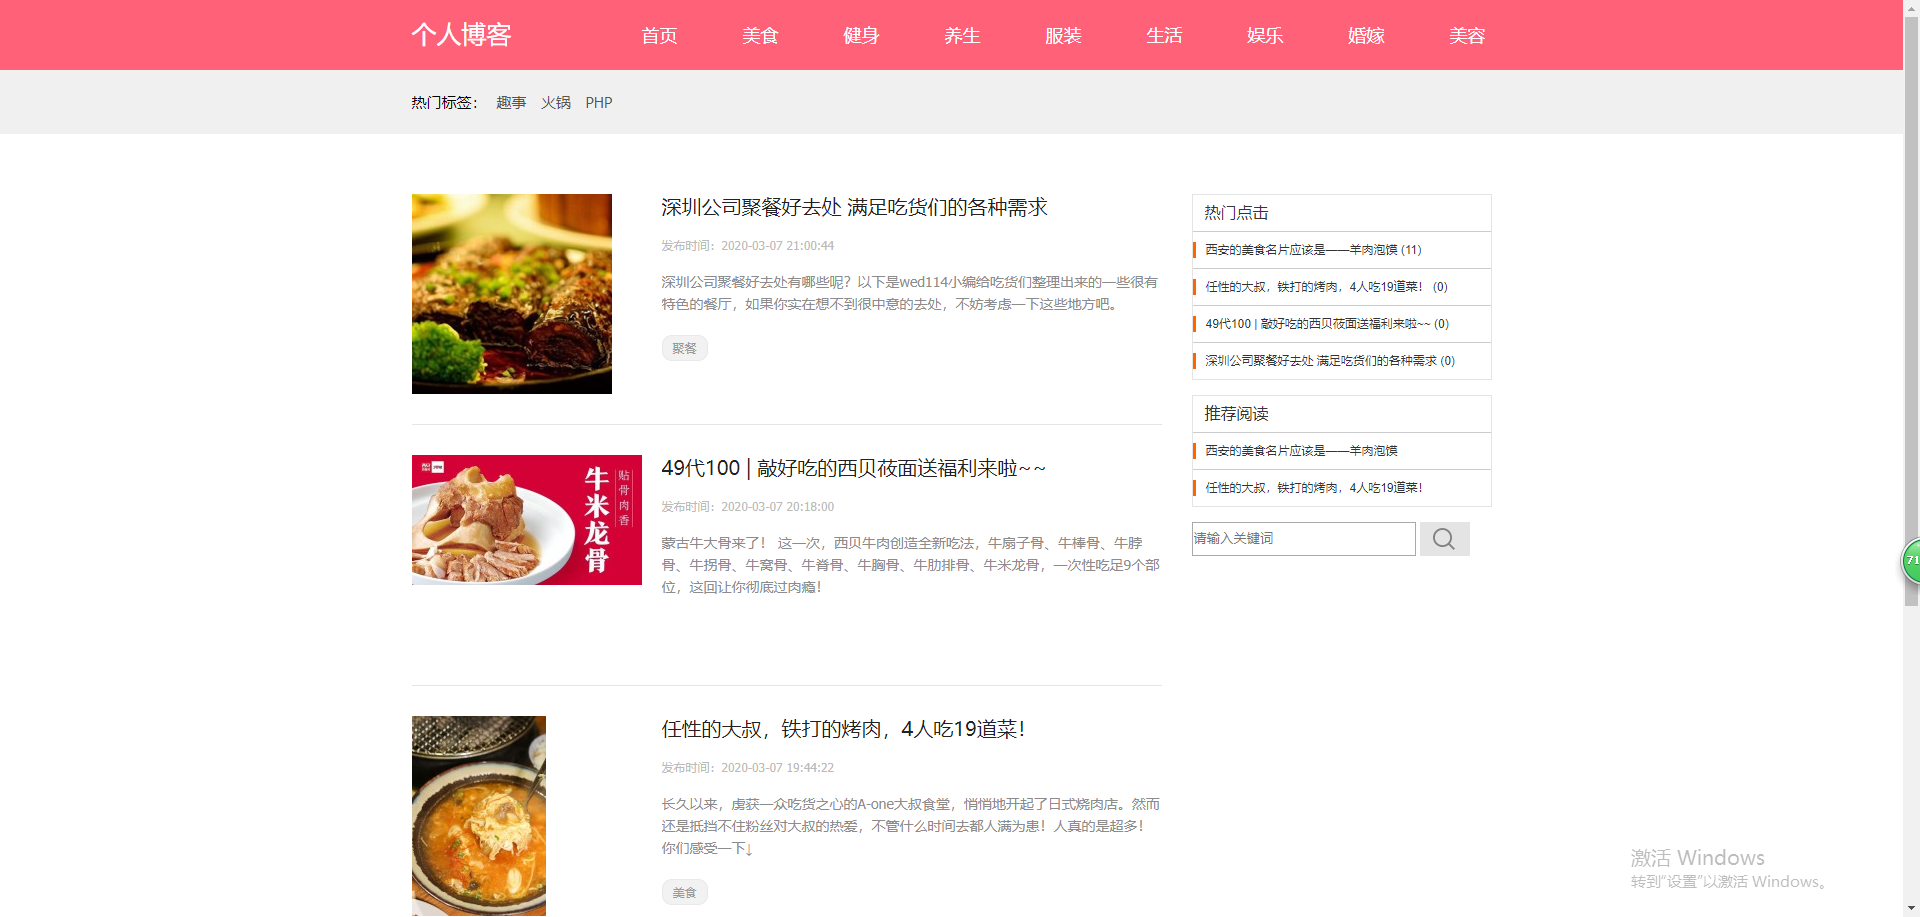 个人博客
首页 美食 健身 养生 服装 生活 娱乐 婚嫁 美容
热门标签： 趣事 火锅 PHP
深圳公司聚餐好去处 满足吃货们的各种需求
发布时间：2020-03-07 21:00:44
深圳公司聚餐好去处有哪些呢？以下是wed114小编给吃货们整理出来的一些很有
特色的餐厅，如果你实在想不到很中意的去处，不妨考虑一下这些地方吧。
聚餐
牛米龙骨
贴骨肉香
49代100 | 敲好吃的西贝莜面送福利来啦~~
发布时间：2020-03-07 20:18:00
蒙古牛大骨来了！ 这一次，西贝牛肉创造全新吃法，牛扇子骨、牛棒骨、牛脖
骨、牛拐骨、牛窝骨、牛脊骨、牛胸骨、牛肋排骨、牛米龙骨，一次性吃足9个部
位，这回让你彻底过肉瘾！
任性的大叔，铁打的烤肉，4人吃19道菜！
发布时间：2020-03-07 19:44:22
长久以来，虏获一众吃货之心的A-one大叔食堂，悄悄地开起了日式烧肉店。然而
还是抵挡不住粉丝对大叔的热爱，不管什么时间去都人满为患！人真的是超多！
你们感受一下↓
美食
热门点击
西安的美食名片应该是——羊肉泡馍 (11)
任性的大叔，铁打的烤肉，4人吃19道菜！ (0)
49代100 | 敲好吃的西贝莜面送福利来啦~~ (0)
深圳公司聚餐好去处 满足吃货们的各种需求 (0)
推荐阅读
西安的美食名片应该是——羊肉泡馍
任性的大叔，铁打的烤肉，4人吃19道菜！
请输入关键词
71
激活 Windows
转到“设置”以激活 Windows。